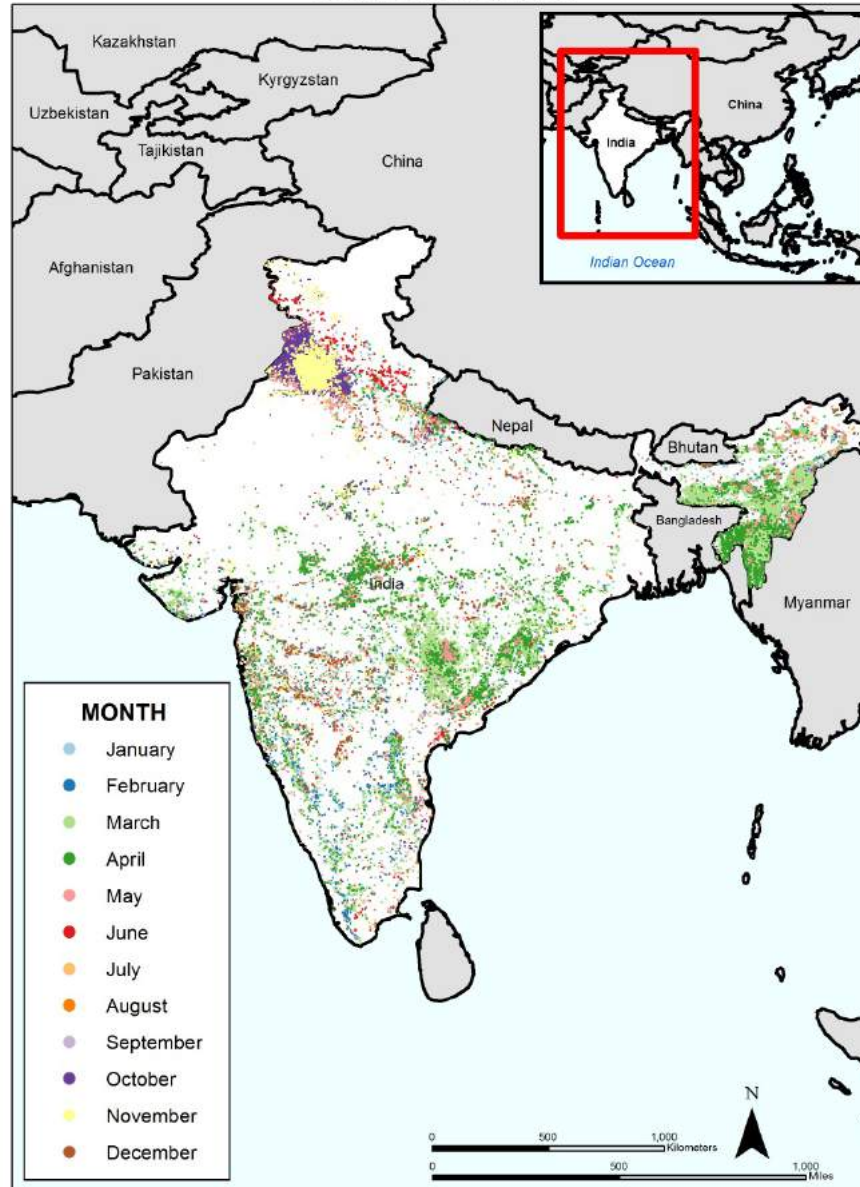 Kazakhstan
Kyrgyzstan
Uzbekistan
Tajikistan
China
Afghanistan
Pakistan
Nepal
Bhutan
Bangladesh
India
Myanmar
China
India
Indian Ocean
MONTH
January
February
March
April
May
June
July
August
September
October
November
December
N
0 500 1,000
Kilometers
0 500 1,000
Miles